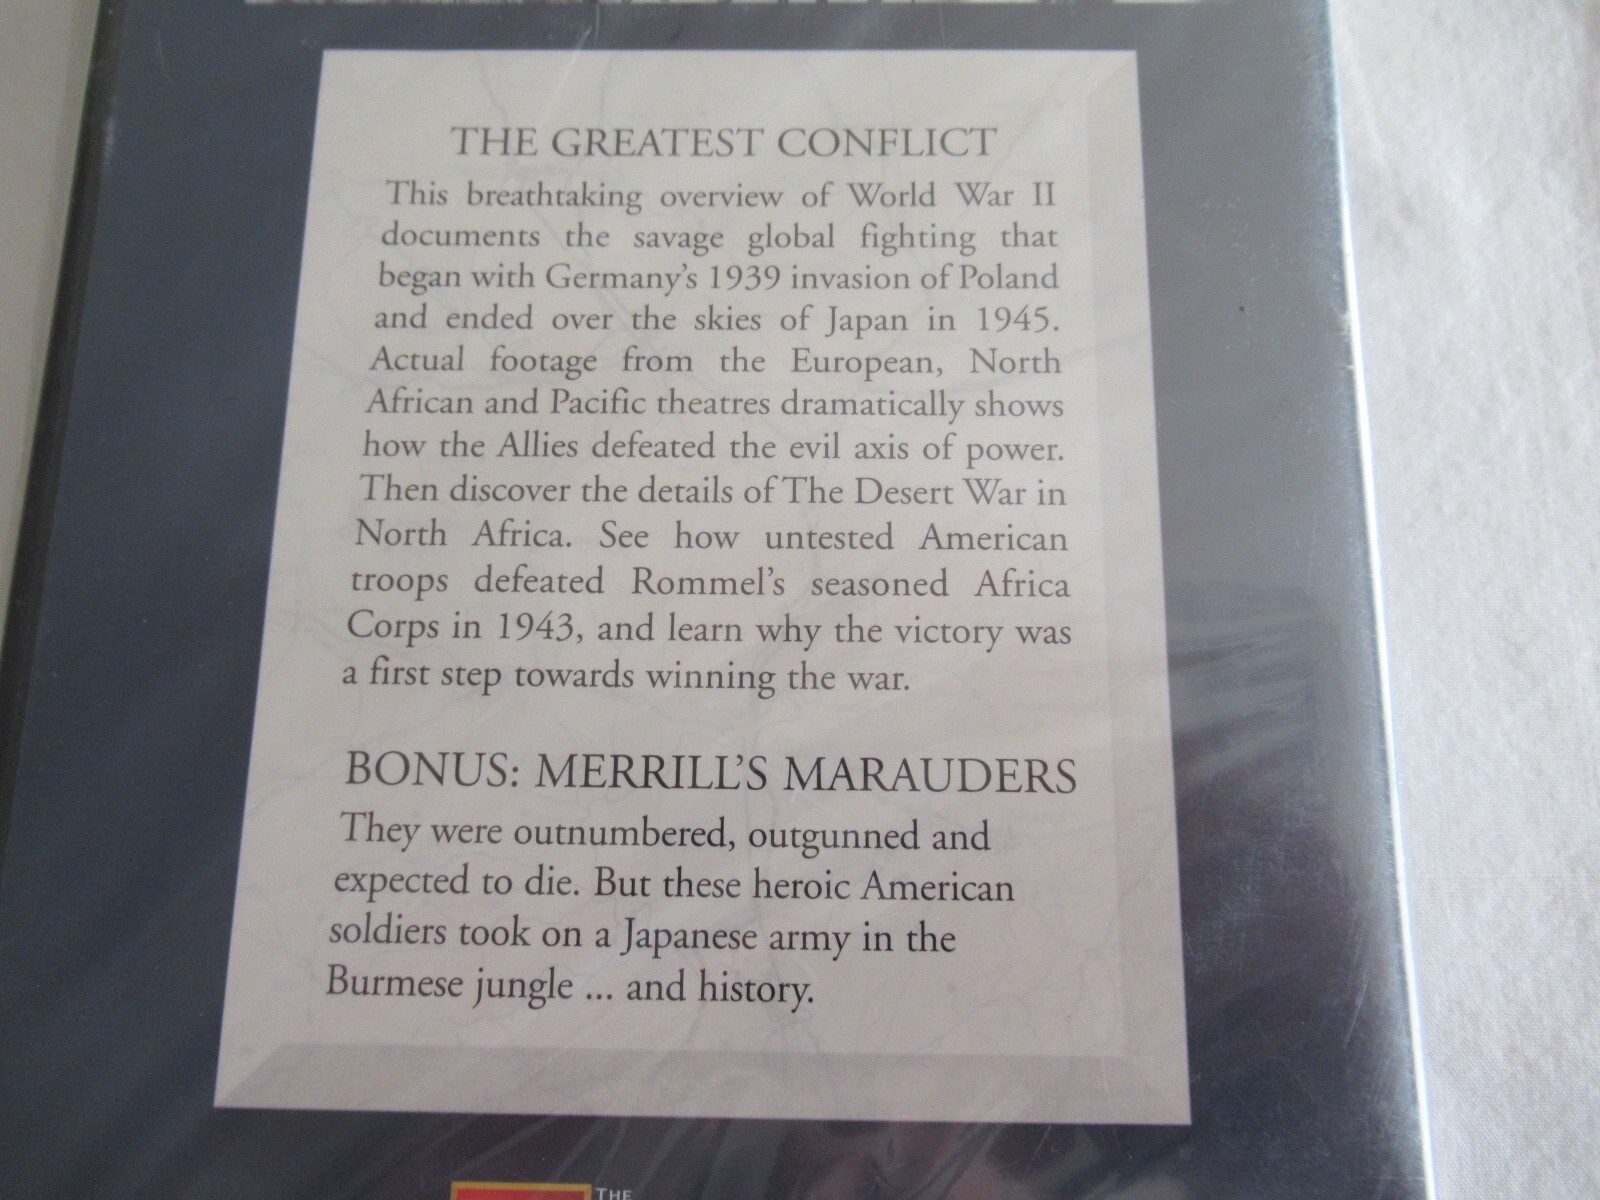 THE GREATEST CONFLICT
This breathtaking overview of World War II
documents the savage global fighting that
began with Germany's 1939 invasion of Poland
and ended over the skies of Japan in 1945.
Actual footage from the European, North
African and Pacific theatres dramatically shows
how the Allies defeated the evil axis of power.
Then discover the details of The Desert War in
North Africa. See how untested American
troops defeated Rommel's seasoned Africa
Corps in 1943, and learn why the victory was
a first step towards winning the war.
BONUS: MERRILL'S MARAUDERS
They were outnumbered, outgunned and
expected to die. But these heroic American
soldiers took on a Japanese army in the
Burmese jungle ... and history.
THE